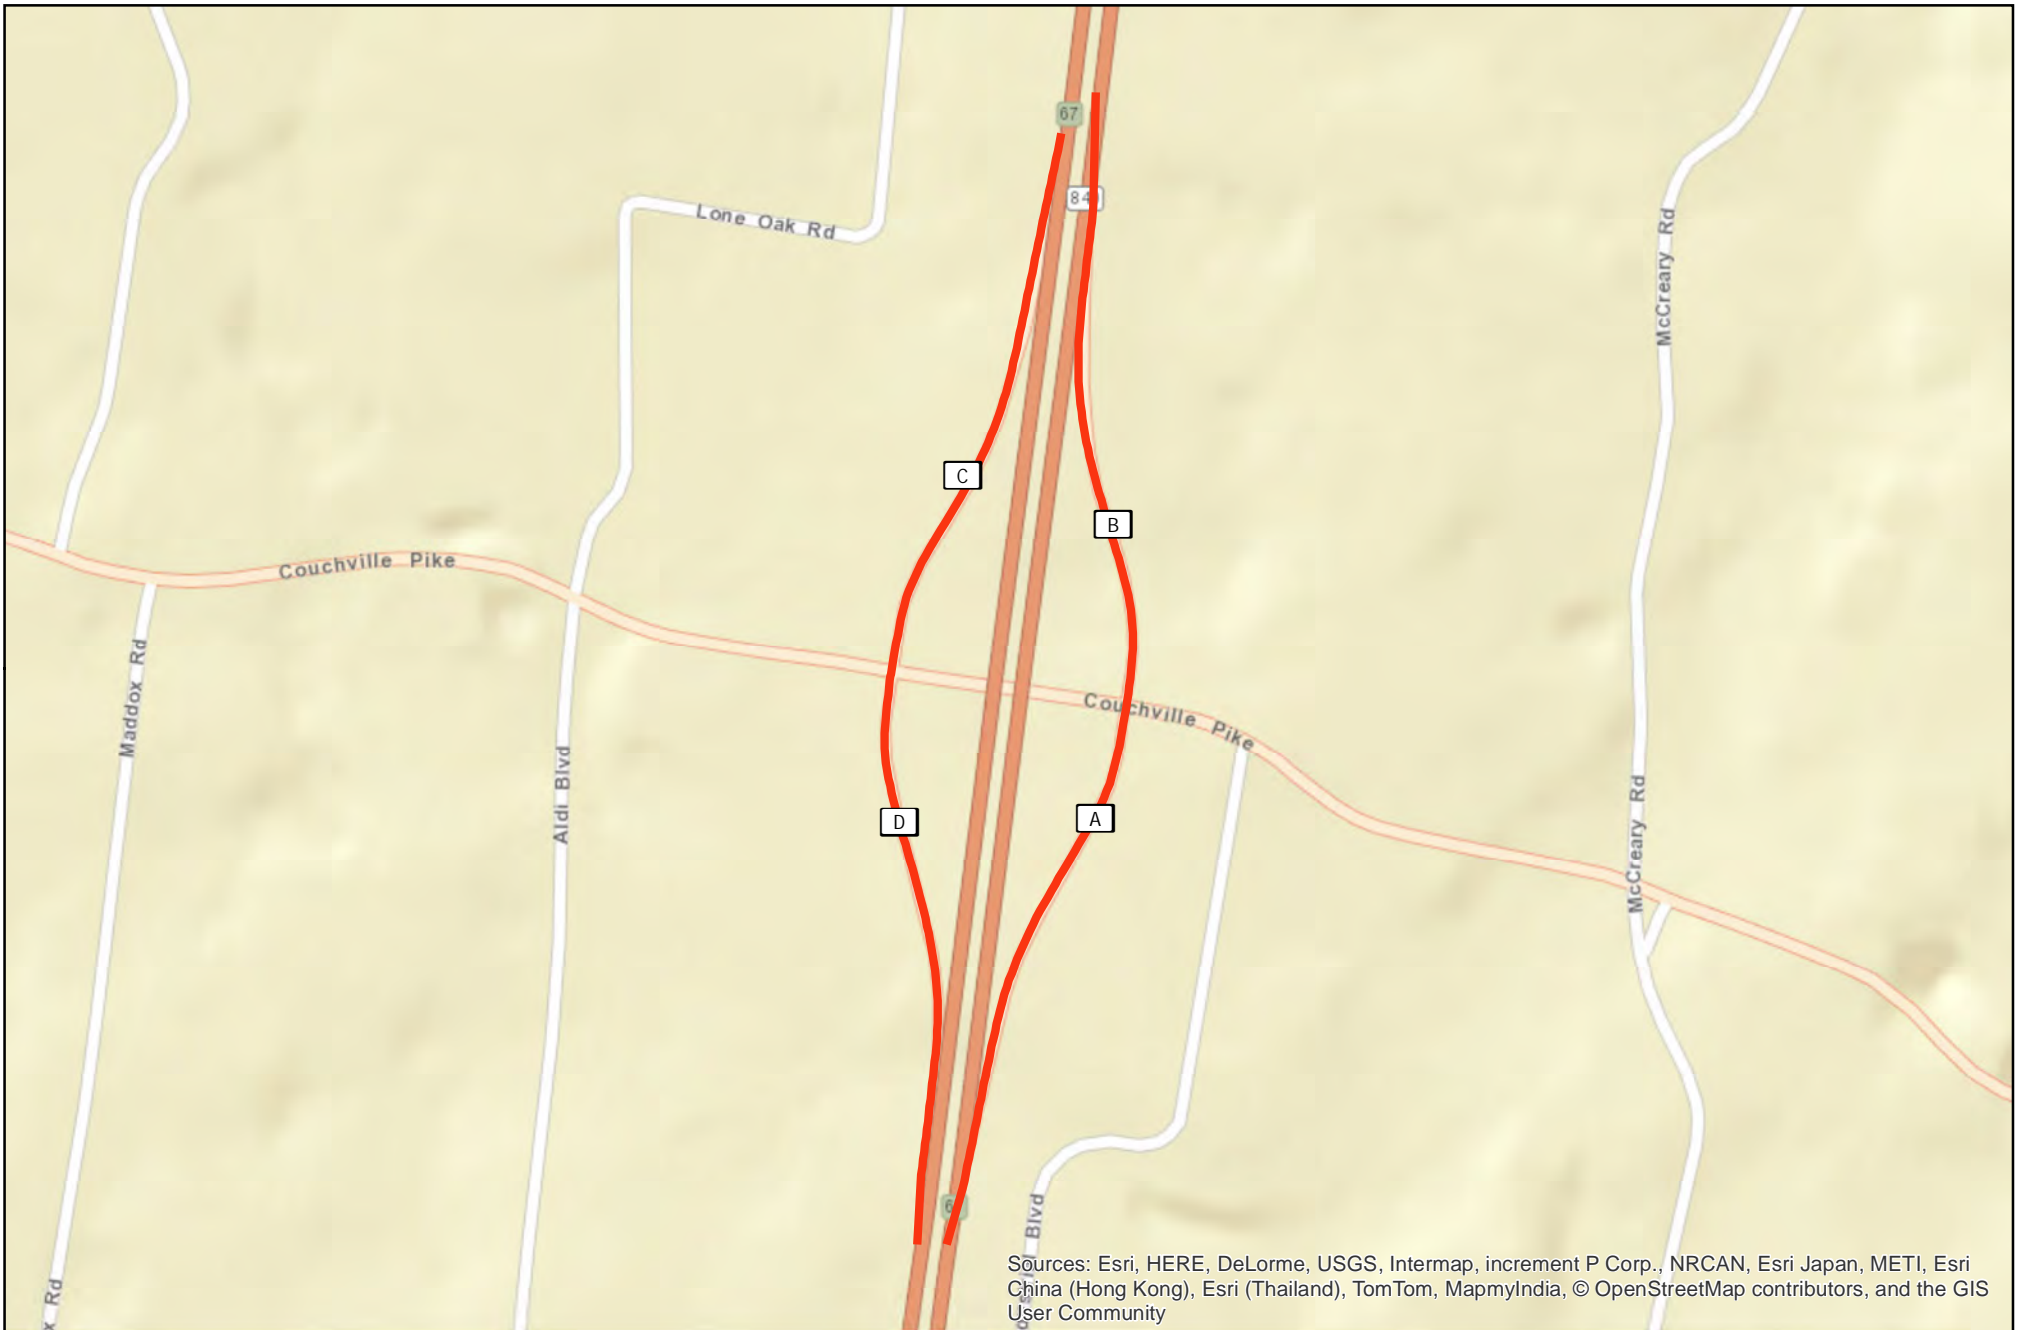 67
84
Lone Oak Rd
McCreary Rd
C
B
Couchville Pike
Maddox Rd
Couchville Pike
Aldi Blvd
McCreary Rd
D
A
Blvd
Rd
Sources: Esri, HERE, DeLorme, USGS, Intermap, increment P Corp., NRCAN, Esri Japan, METI, Esri
China (Hong Kong), Esri (Thailand), TomTom, MapmyIndia, © OpenStreetMap contributors, and the GIS
User Community